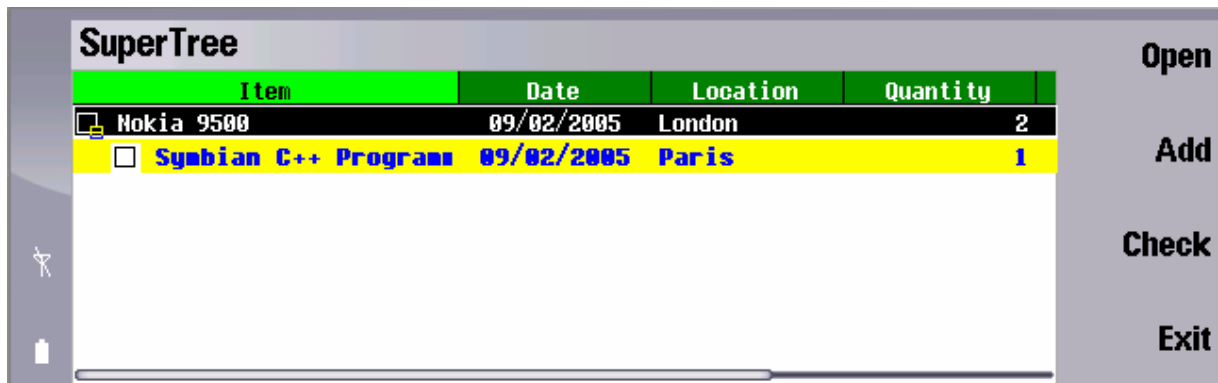 SuperTree
Item Date Location Quantity
Nokia 9500 09/02/2005 London 2
Symbian C++ Programm 09/02/2005 Paris 1
Open
Add
Check
Exit